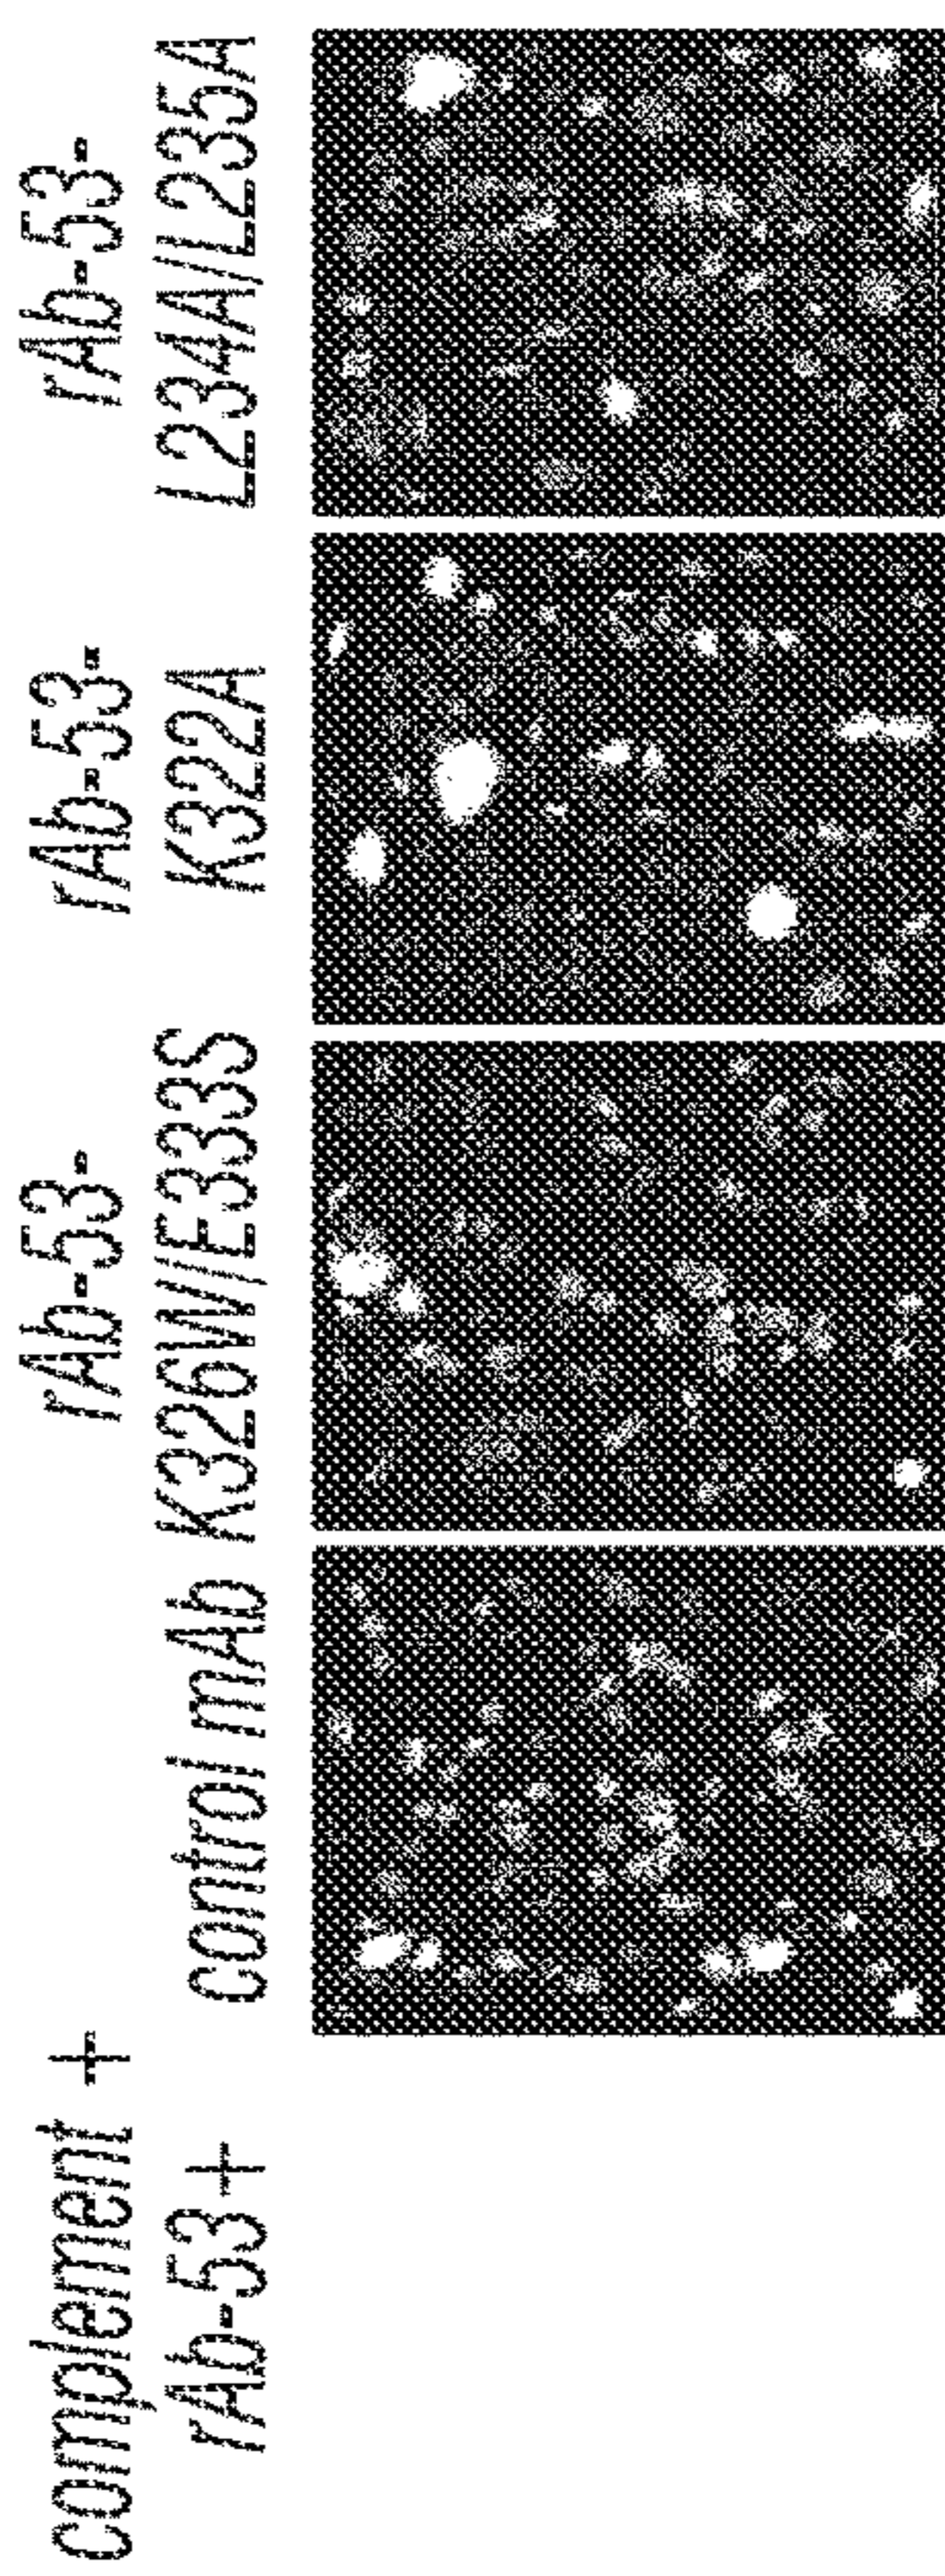 complement +
rAb-53 +
control mAb
rAb-53-
K326W/E333S
rAb-53-
K322A
rAb-53-
L234A/L235A